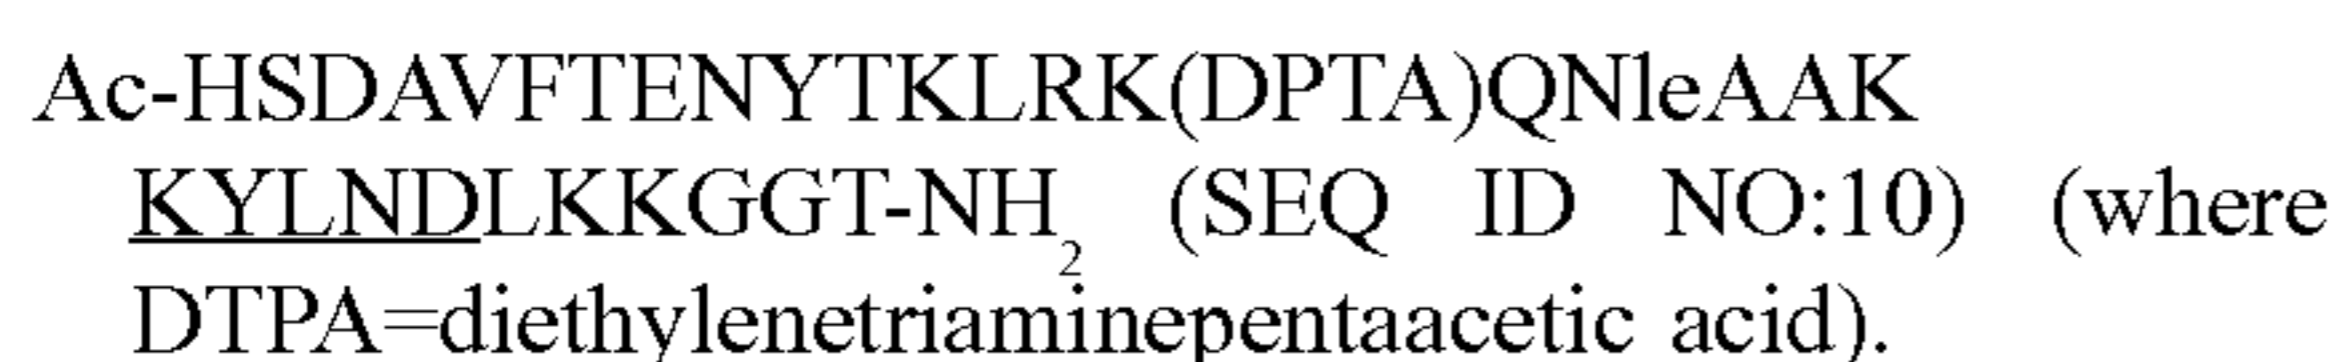 Ac-HSDAVFTENYTKLRK(DPTA)QNleAAK
KYLNDLKKGGT-NH₂ (SEQ ID NO:10) (where
DTPA=diethylenetriaminepentaacetic acid).